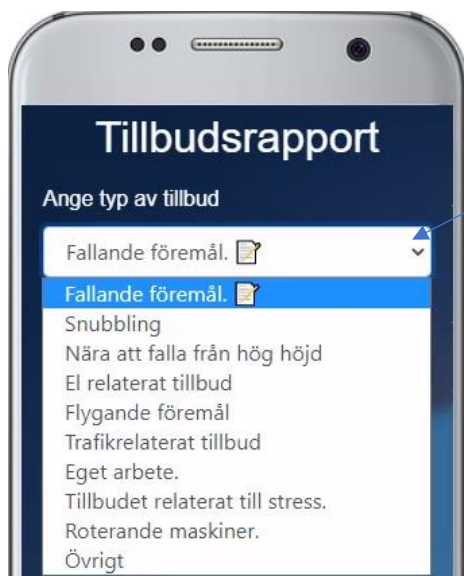 Tillbudsrapport
Ange typ av tillbud
Fallande föremål. 📝
Fallande föremål. 📝
Snubbling
Nära att falla från hög höjd
El relaterat tillbud
Flygande föremål
Trafikrelaterat tillbud
Eget arbete.
Tillbudet relaterat till stress.
Roterande maskiner.
Övrigt